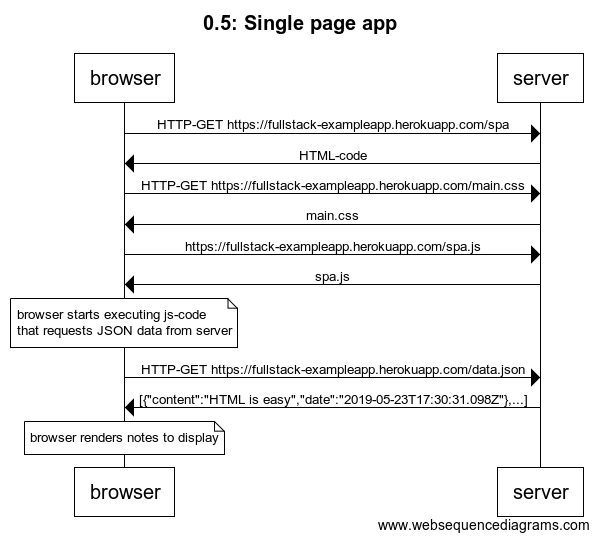 0.5: Single page app
browser
server
HTTP-GET https://fullstack-exampleapp.herokuapp.com/spa
HTML-code
HTTP-GET https://fullstack-exampleapp.herokuapp.com/main.css
main.css
https://fullstack-exampleapp.herokuapp.com/spa.js
spa.js
browser starts executing js-code
that requests JSON data from server
HTTP-GET https://fullstack-exampleapp.herokuapp.com/data.json
[{"content":"HTML is easy","date":"2019-05-23T17:30:31.098Z"},...]
browser renders notes to display
browser
server
www.websequencediagrams.com